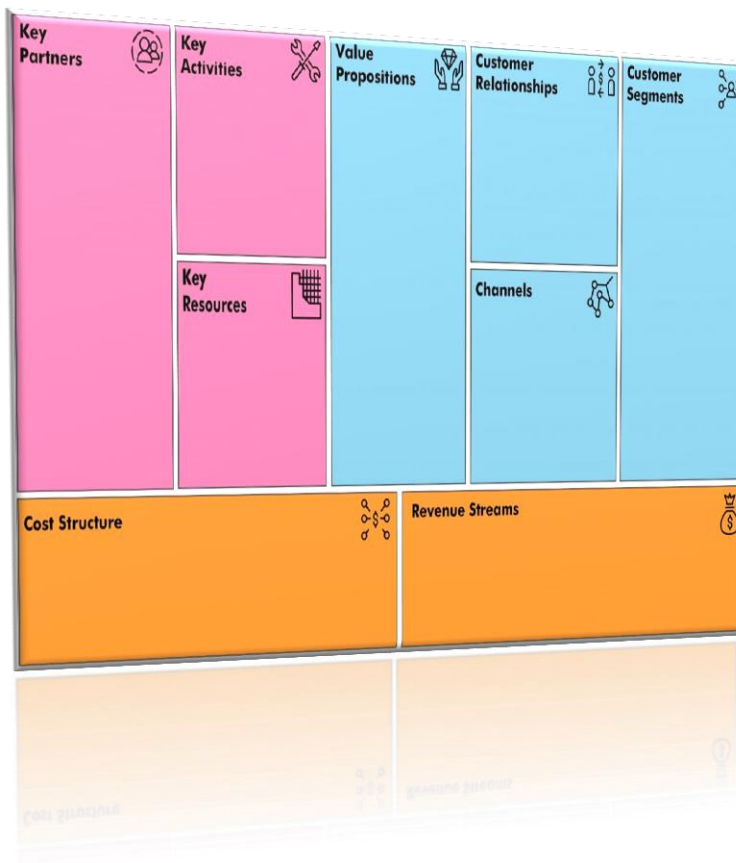 Key
Partners
Key
Activities
Value
Propositions
Customer
Relationships
Customer
Segments
Key
Resources
Channels
Cost Structure
Revenue Streams